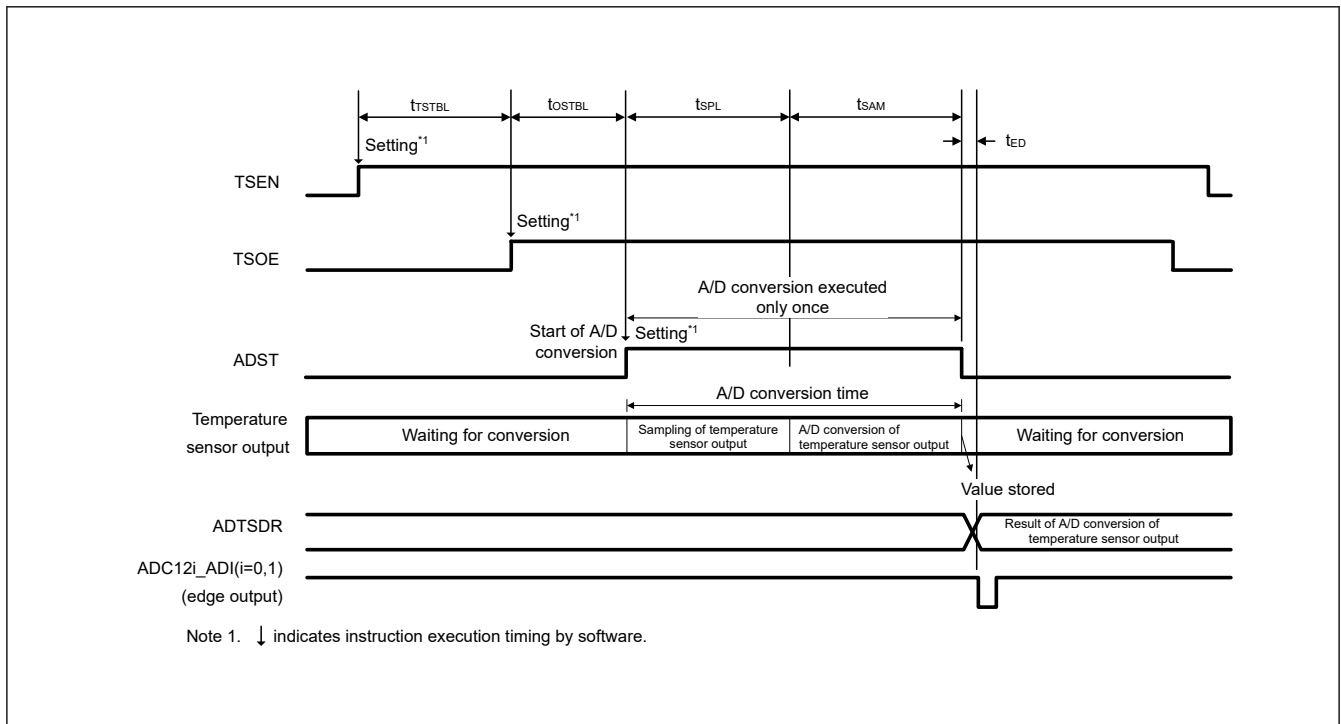 tTSTBL tOSTBL tSPL tSAM
tED
Setting*1
TSEN
Setting*1
TSOE
A/D conversion executed
only once
Start of A/D
conversion
Setting*1
ADST
A/D conversion time
Temperature
sensor output
Waiting for conversion
Sampling of temperature
sensor output
A/D conversion of
temperature sensor output
Waiting for conversion
Value stored
ADTSDR
Result of A/D conversion of
temperature sensor output
ADC12i_ADI(i=0,1)
(edge output)
Note 1. ↓ indicates instruction execution timing by software.